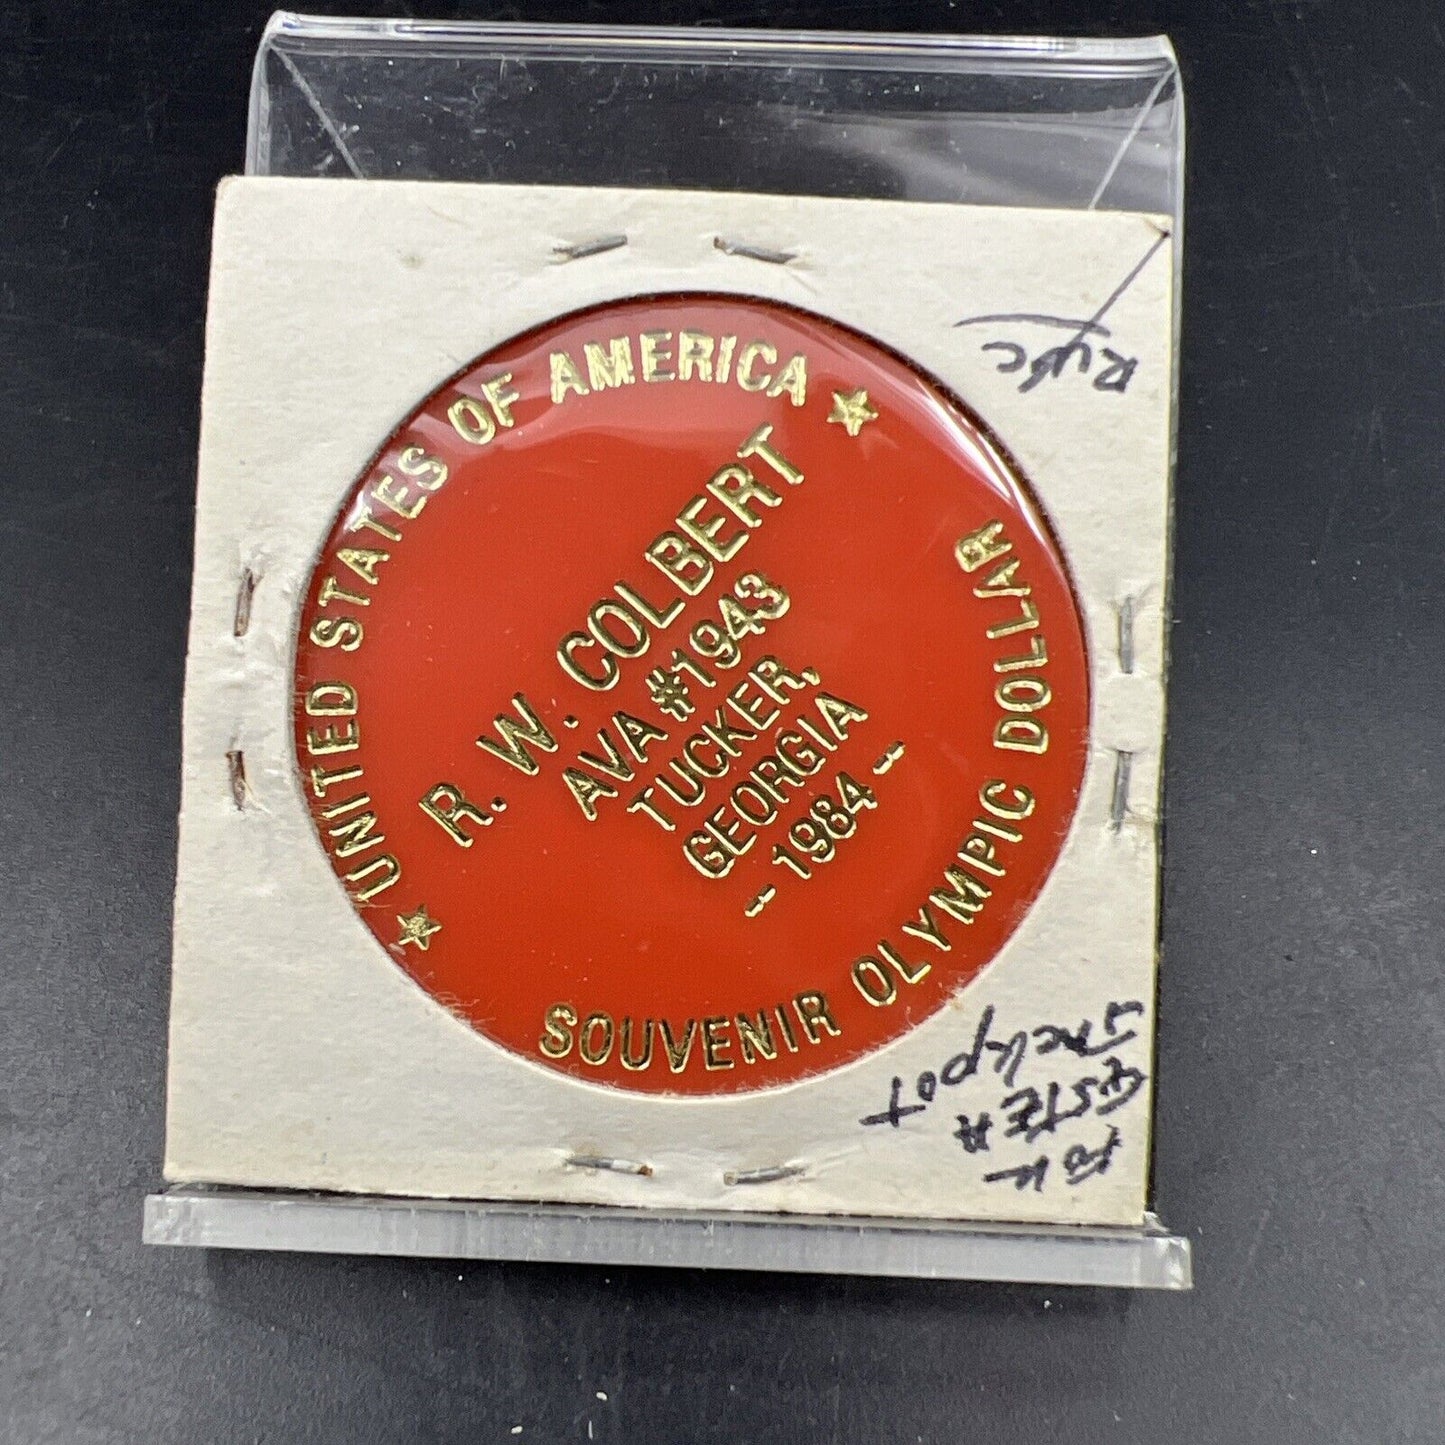 ★ UNITED STATES OF AMERICA ★
R. W. COLBERT
AVA #1943
TUCKER,
GEORGIA
-- 1984 --
SOUVENIR OLYMPIC DOLLAR